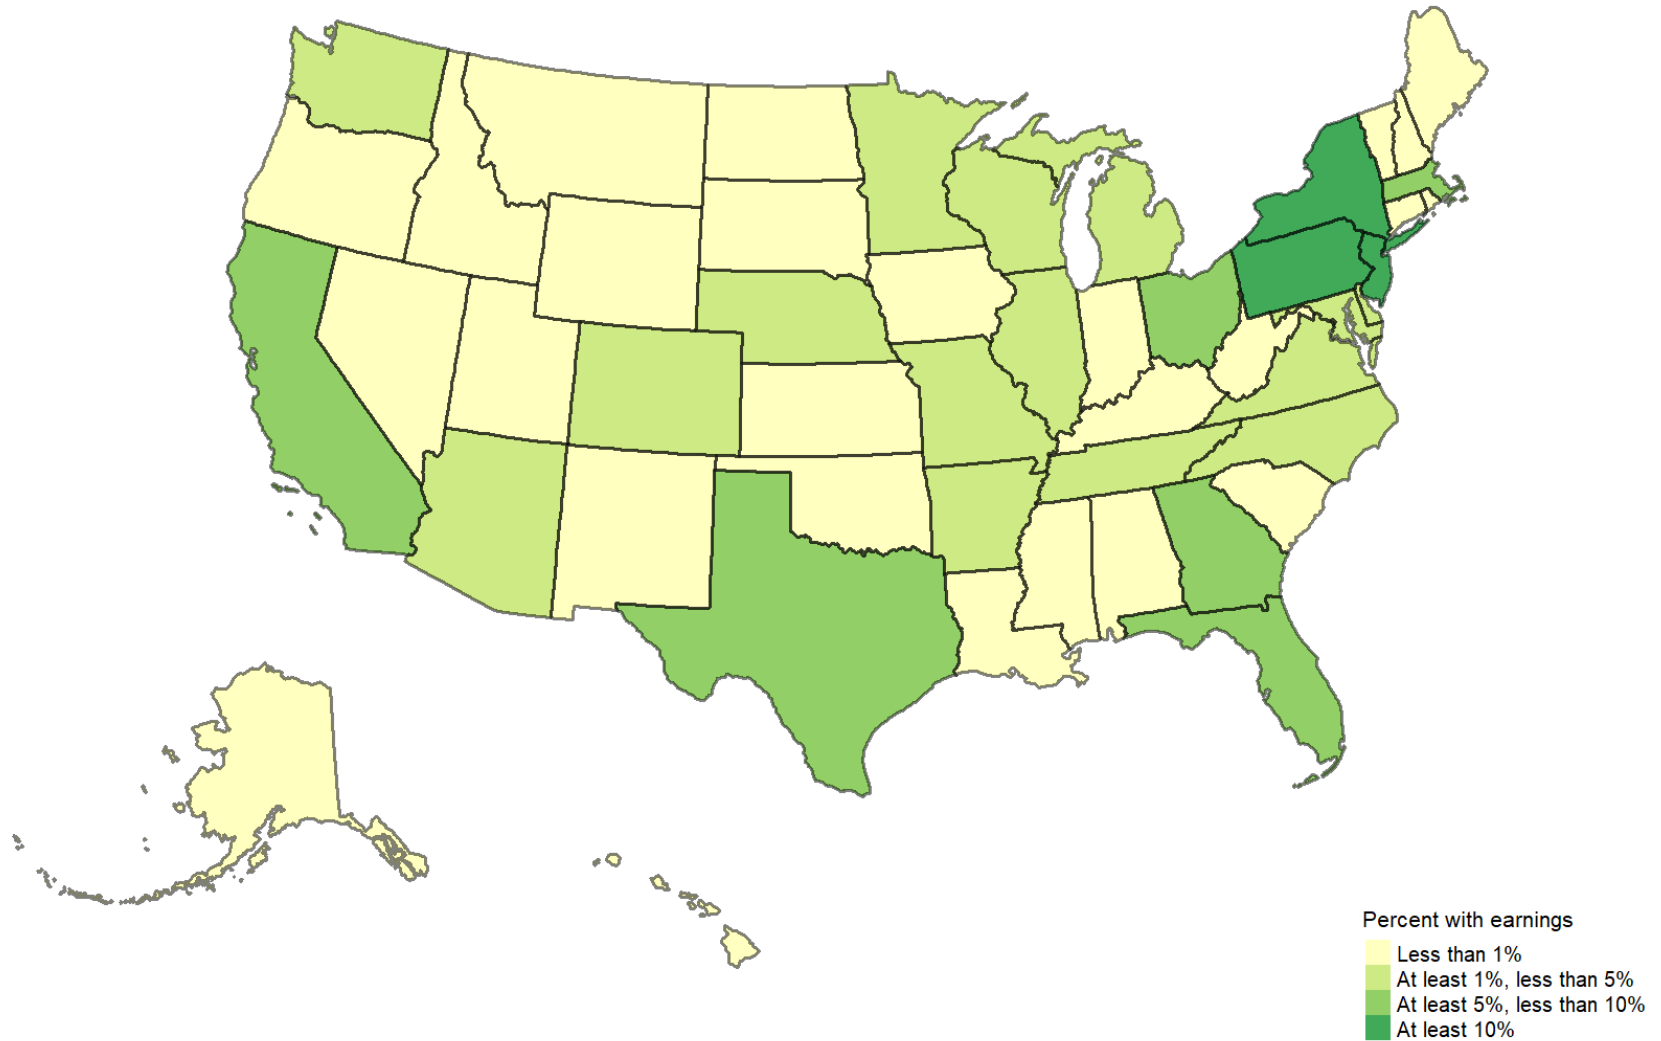 Percent with earnings
Less than 1%
At least 1%, less than 5%
At least 5%, less than 10%
At least 10%